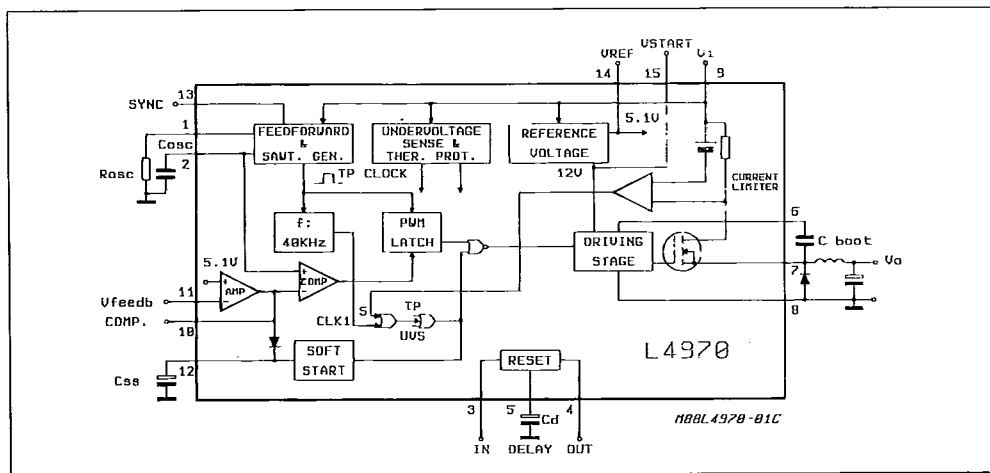 VREF VSTART Vi
14 15 9
13
SYNC
5.1V
1
FEEDFORWARD & SAWT. GEN.
UNDERVOLTAGE SENSE & THER. PROT.
REFERENCE VOLTAGE
Cosc
2
TP CLOCK
12V
CURRENT LIMITER
Rosc
6
f: 40KHz
PWM LATCH
DRIVING STAGE
C boot
5.1V
+
-
AMP
+
-
COMP
7
Vo
11
Vfeedb
S
TP
8
COMP.
CLK1
UVS
10
SOFT START
RESET
L4970
12
Css
3 5 4
Cd
M88L4970-01C
IN DELAY OUT